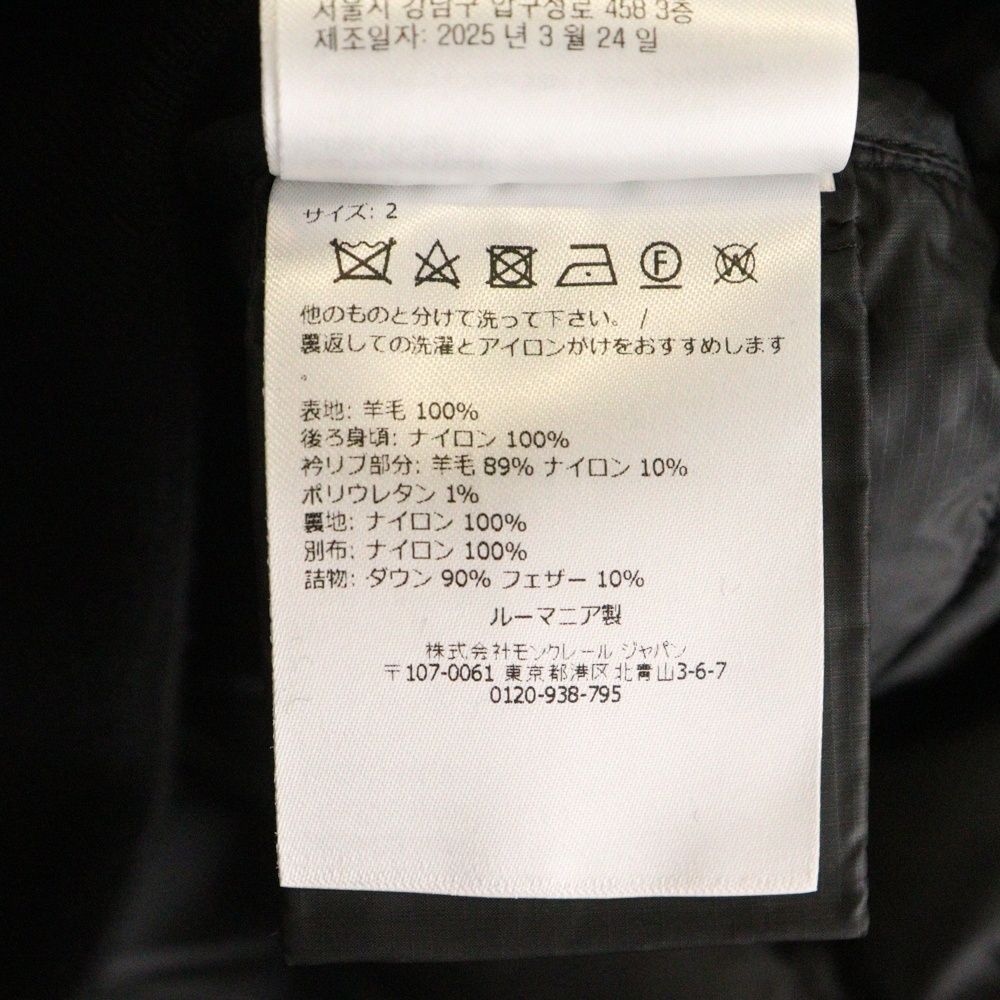 서울시 강남구 압구정로 458 3층
제조일자: 2025 년 3 월 24 일
サイズ: 2
F
W
他のものと分けて洗って下さい。 /
裏返しての洗濯とアイロンかけをおすすめします
。
表地: 羊毛 100%
後ろ身頃: ナイロン 100%
衿リブ部分: 羊毛 89% ナイロン 10%
ポリウレタン 1%
裏地: ナイロン 100%
別布: ナイロン 100%
詰物: ダウン 90% フェザー 10%
ルーマニア製
株式会社モンクレール ジャパン
〒107-0061 東京都港区北青山3-6-7
0120-938-795